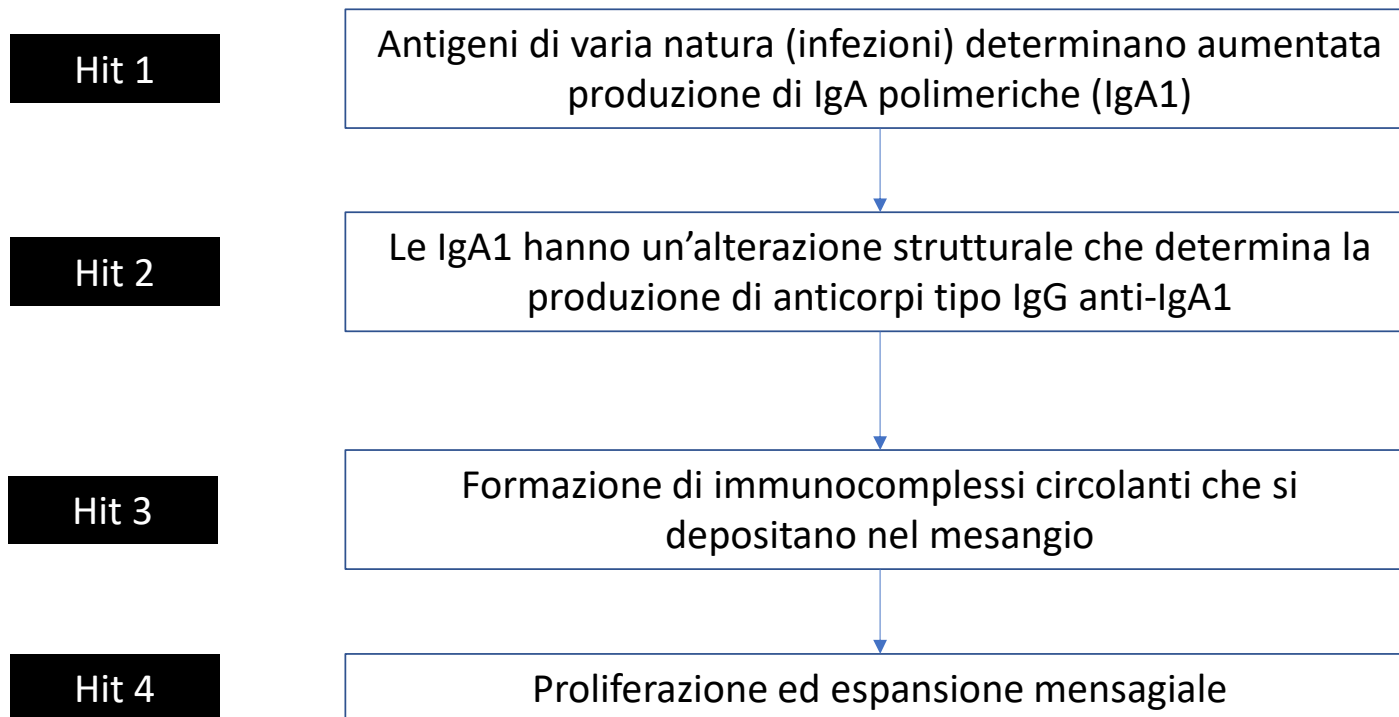 Hit 1
Antigeni di varia natura (infezioni) determinano aumentata
produzione di IgA polimeriche (IgA1)
Hit 2
Le IgA1 hanno un’alterazione strutturale che determina la
produzione di anticorpi tipo IgG anti-IgA1
Hit 3
Formazione di immunocomplessi circolanti che si
depositano nel mesangio
Hit 4
Proliferazione ed espansione mensagiale